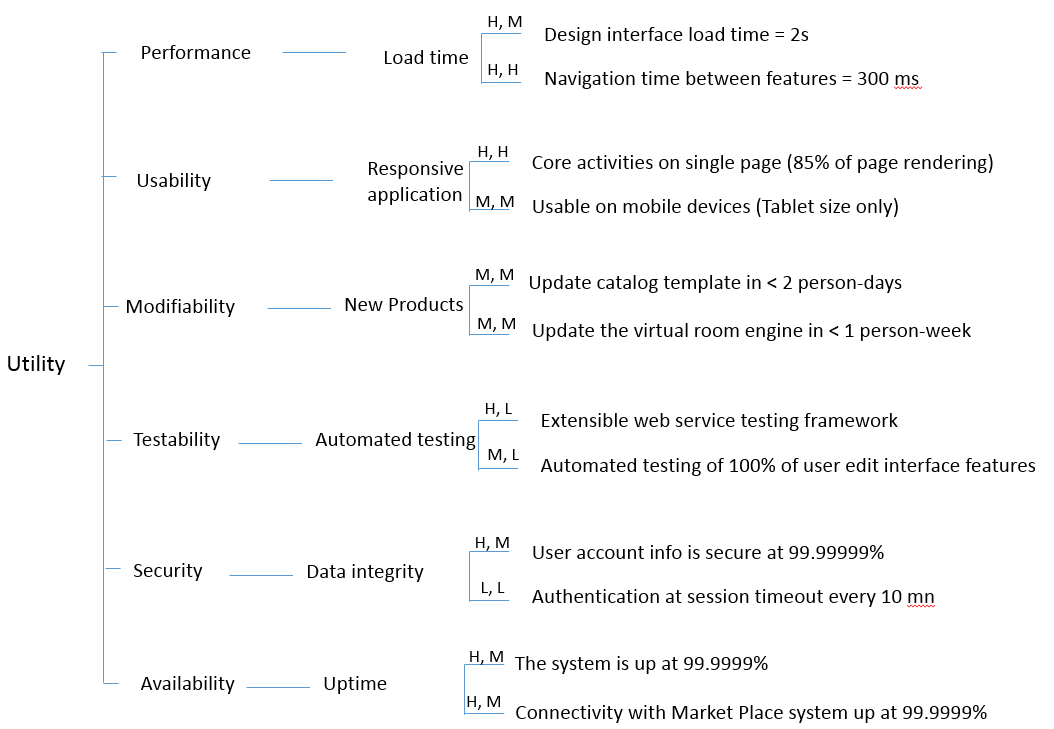 H, M
Design interface load time = 2s
Performance
Load time
H, H
Navigation time between features = 300 ms
H, H
Core activities on single page (85% of page rendering)
Usability
Responsive
application
M, M
Usable on mobile devices (Tablet size only)
M, M
Update catalog template in < 2 person-days
Modifiability
New Products
M, M
Update the virtual room engine in < 1 person-week
Utility
H, L
Extensible web service testing framework
Testability
Automated testing
M, L
Automated testing of 100% of user edit interface features
H, M
User account info is secure at 99.99999%
Security
Data integrity
L, L
Authentication at session timeout every 10 mn
H, M
The system is up at 99.9999%
Availability
Uptime
H, M
Connectivity with Market Place system up at 99.9999%